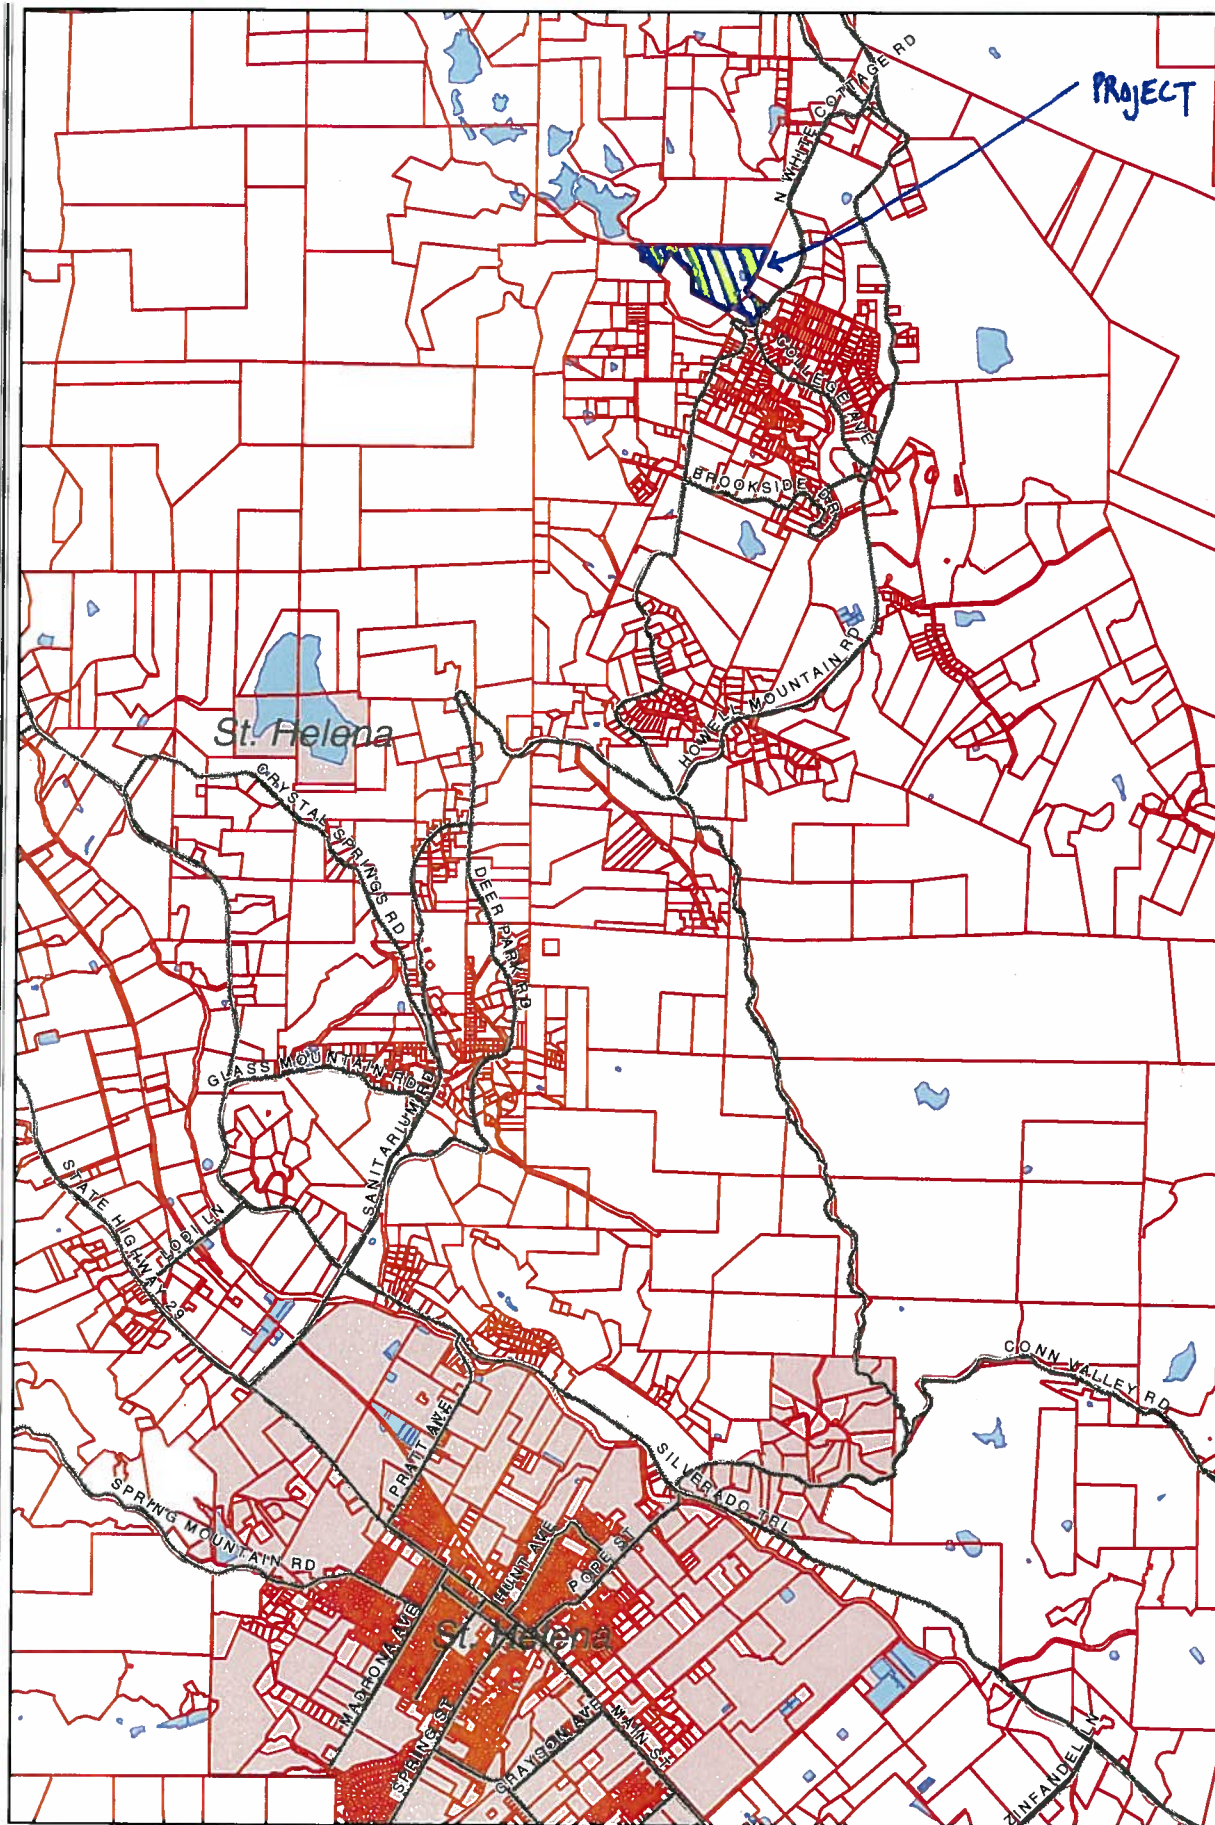 N WHITE COTTAGE RD
PROJECT
COLLEGE AVE
BROOKSIDE DR
HOWELL MOUNTAIN RD
St. Helena
CRYSTAL SPRINGS RD
DEER PARK RD
GLASS MOUNTAIN RD
SANITARIUM RD
STATE HIGHWAY 29
LODI LN
CONN VALLEY RD
PRATT AVE
SILVERADO TRL
SPRING MOUNTAIN RD
HUNT AVE
POPE ST
St. Helena
MADRONA AVE
SPRING ST
GRAYSON AVE
MAIN ST
ZINFANDEL LN